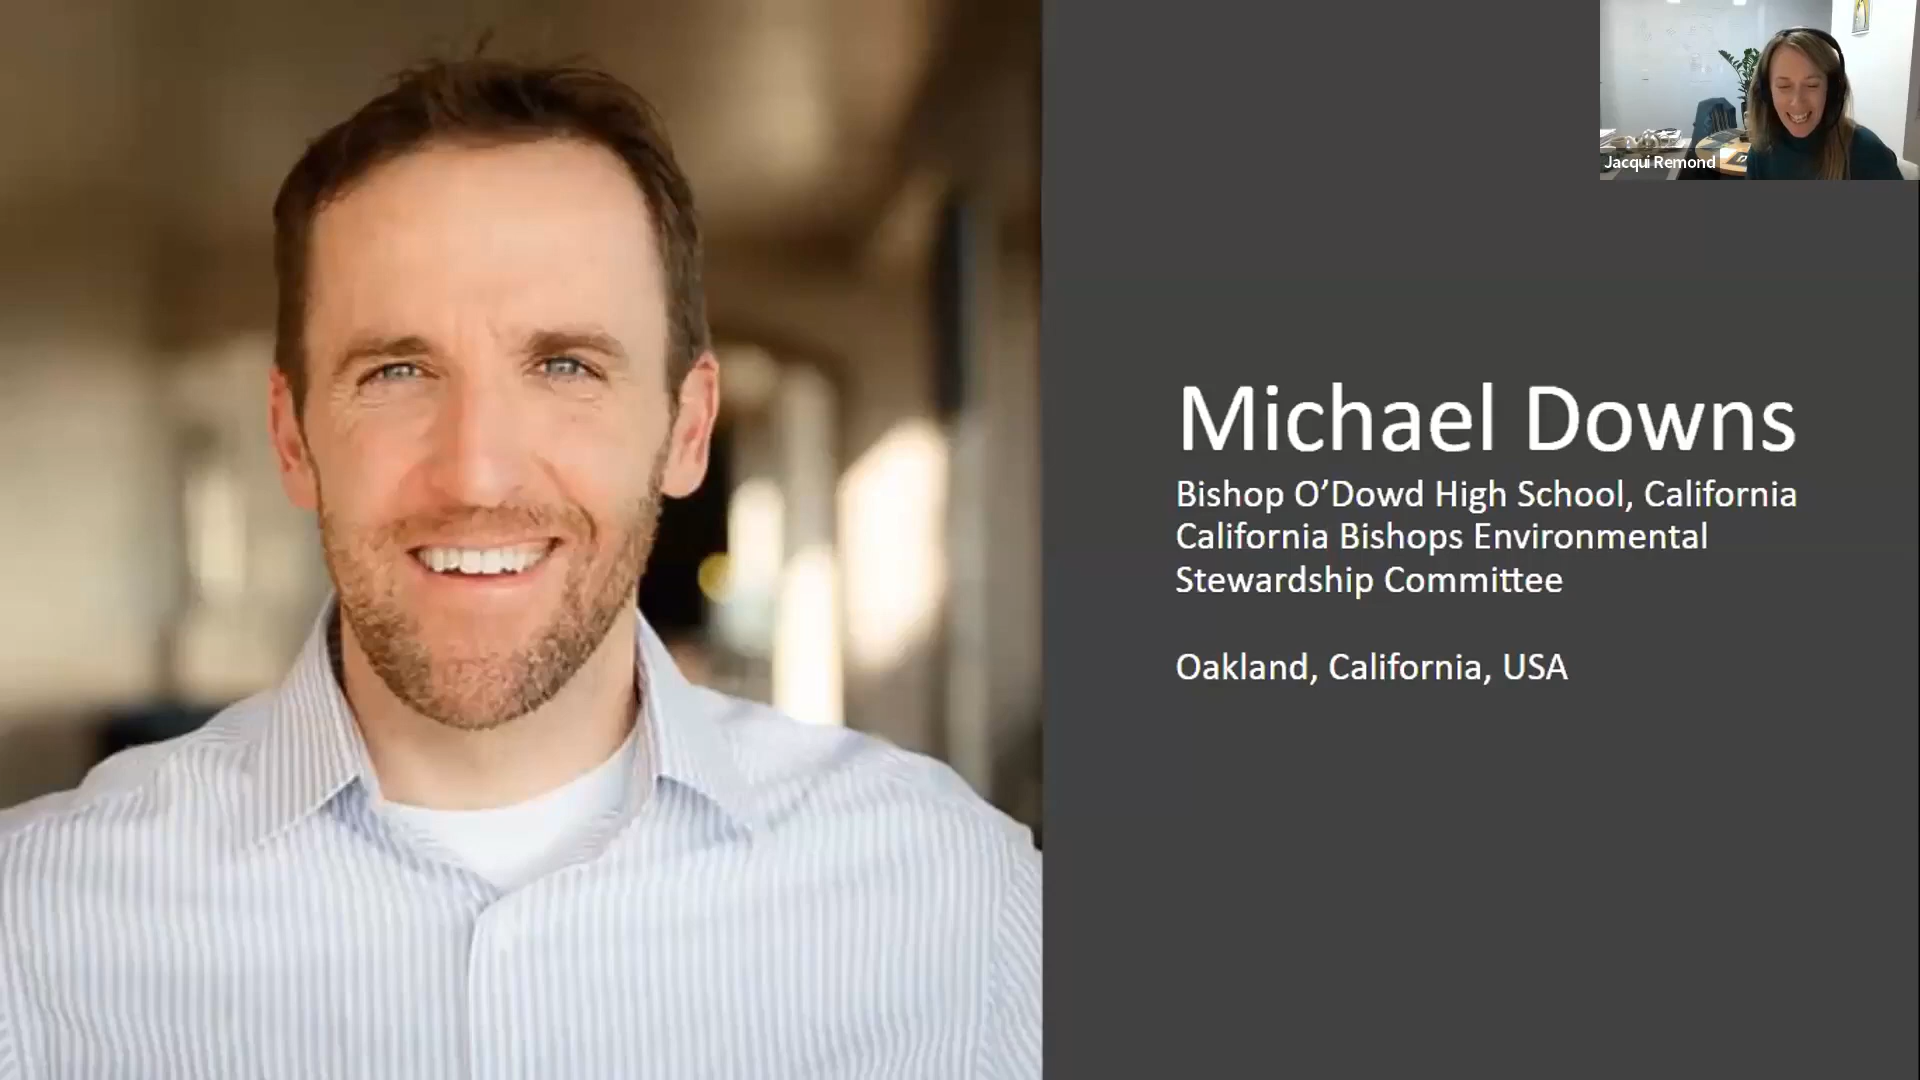 Jacqui Remond
Michael Downs
Bishop O’Dowd High School, California
California Bishops Environmental
Stewardship Committee
Oakland, California, USA